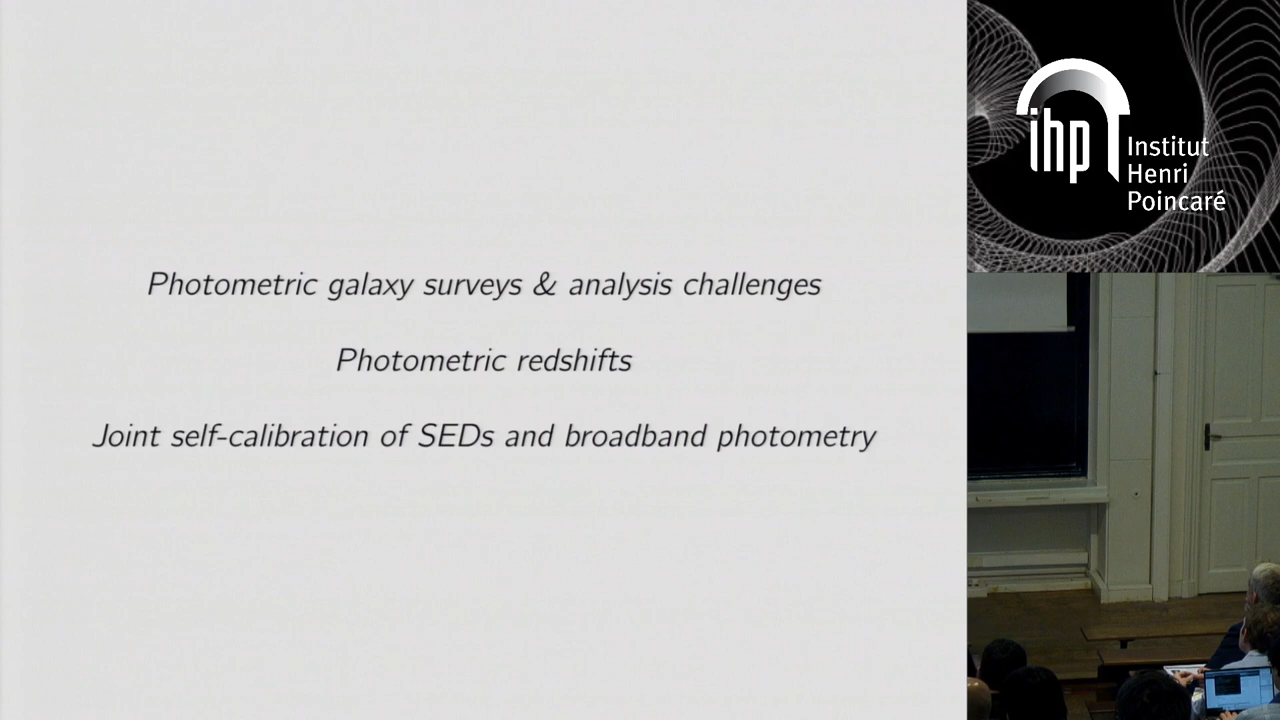 Photometric galaxy surveys & analysis challenges
Photometric redshifts
Joint self-calibration of SEDs and broadband photometry
ihp
Institut
Henri
Poincaré